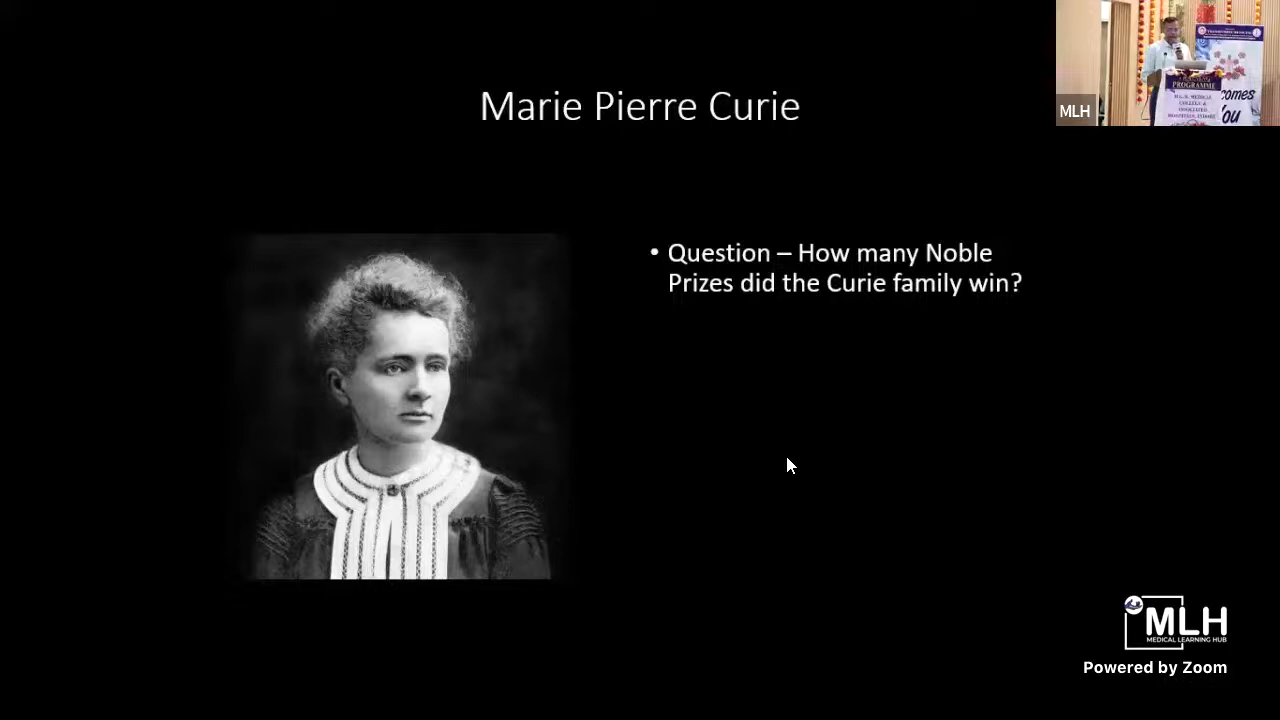 Marie Pierre Curie
• Question – How many Noble
Prizes did the Curie family win?
MLH
PROGRAMME
COLLEGE &
comes
You
MLH
MEDICAL LEARNING HUB
Powered by Zoom